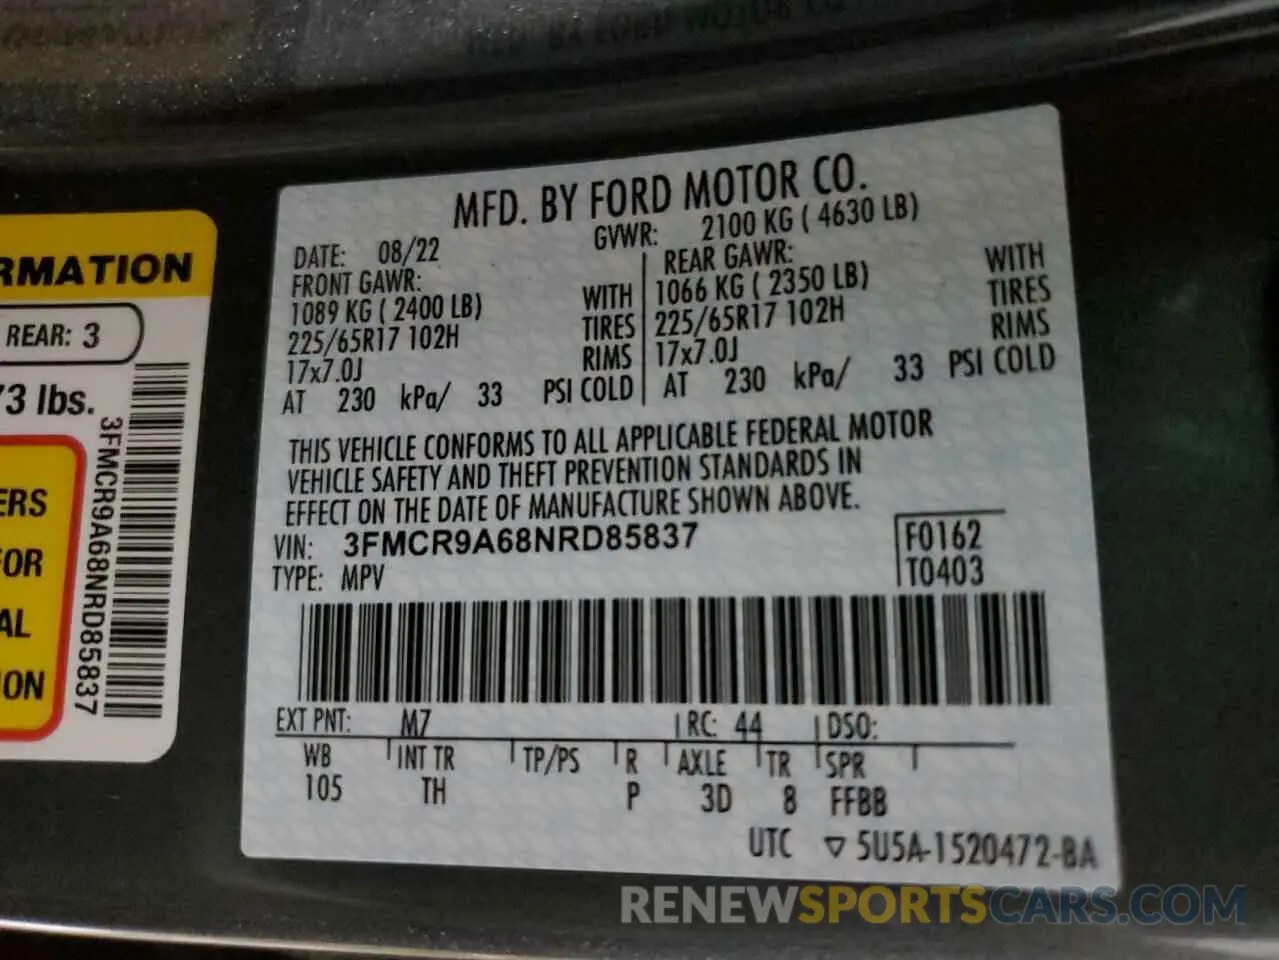 MFD. BY FORD MOTOR CO.
DATE: 08/22
GVWR: 2100 KG ( 4630 LB)
FRONT GAWR:
1089 KG ( 2400 LB) WITH
225/65R17 102H TIRES
17x7.0J RIMS
AT 230 kPa/ 33 PSI COLD
REAR GAWR: WITH
1066 KG ( 2350 LB) TIRES
225/65R17 102H RIMS
17x7.0J
AT 230 kPa/ 33 PSI COLD
THIS VEHICLE CONFORMS TO ALL APPLICABLE FEDERAL MOTOR
VEHICLE SAFETY AND THEFT PREVENTION STANDARDS IN
EFFECT ON THE DATE OF MANUFACTURE SHOWN ABOVE.
VIN: 3FMCR9A68NRD85837
TYPE: MPV
F0162
T0403
EXT PNT: M7 RC: 44 DSO:
WB INT TR TP/PS R AXLE TR SPR
105 TH P 3D 8 FFBB
UTC ▽ 5U5A-1520472-BA
RMATION
REAR: 3
73 lbs.
3FMCR9A68NRD85837
ERS
FOR
AL
ION
RENEWSPORTSCARS.COM